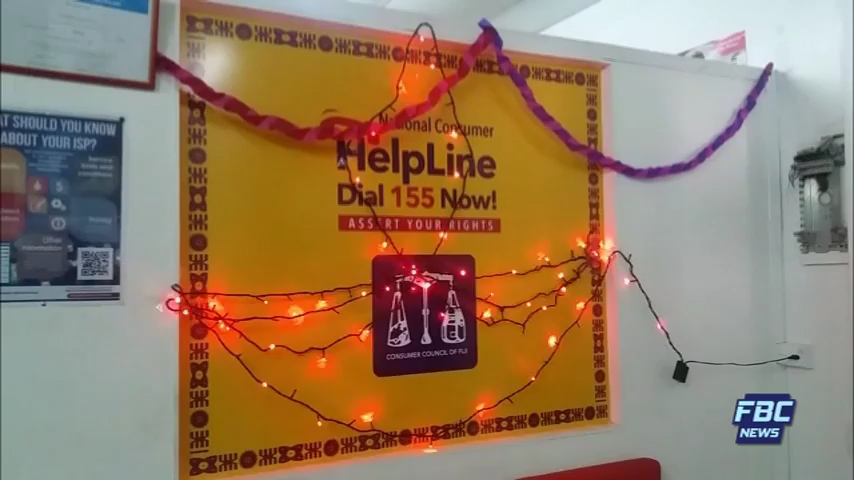 National Consumer
HelpLine
Dial 155 Now!
ASSERT YOUR RIGHTS
CONSUMER COUNCIL OF FIJI
SHOULD YOU KNOW
ABOUT YOUR ISP?
Other
FBC
NEWS